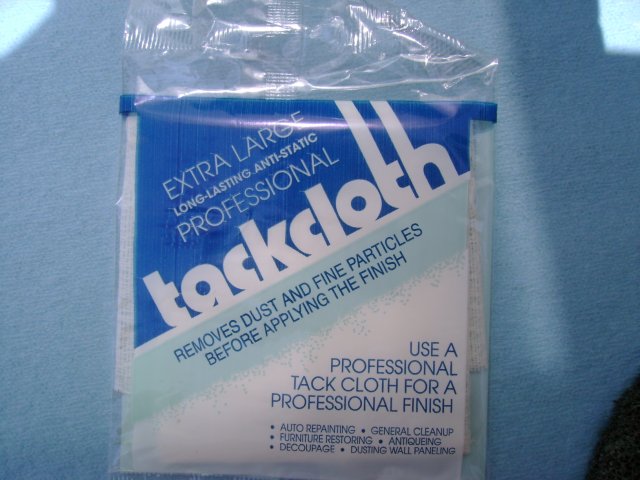 EXTRA LARGE
LONG-LASTING ANTI-STATIC
PROFESSIONAL
tackcloth
REMOVES DUST AND FINE PARTICLES
BEFORE APPLYING THE FINISH
USE A
PROFESSIONAL
TACK CLOTH FOR A
PROFESSIONAL FINISH
• AUTO REPAINTING • GENERAL CLEANUP
• FURNITURE RESTORING • ANTIQUEING
• DECOUPAGE • DUSTING WALL PANELING